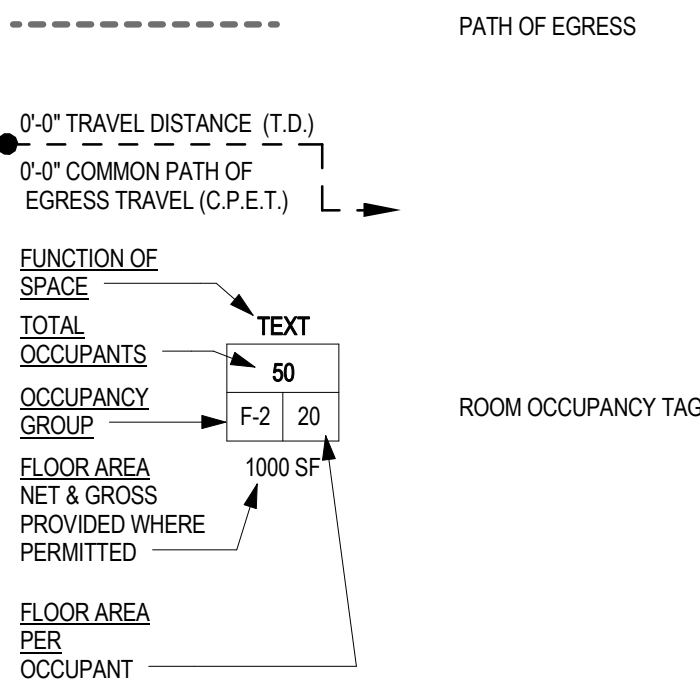 PATH OF EGRESS
0'-0" TRAVEL DISTANCE (T.D.)
0'-0" COMMON PATH OF
EGRESS TRAVEL (C.P.E.T.)
FUNCTION OF
SPACE
TEXT
TOTAL
OCCUPANTS
50
OCCUPANCY
GROUP
F-2 20
ROOM OCCUPANCY TAG
FLOOR AREA
NET & GROSS
PROVIDED WHERE
PERMITTED
1000 SF
FLOOR AREA
PER
OCCUPANT